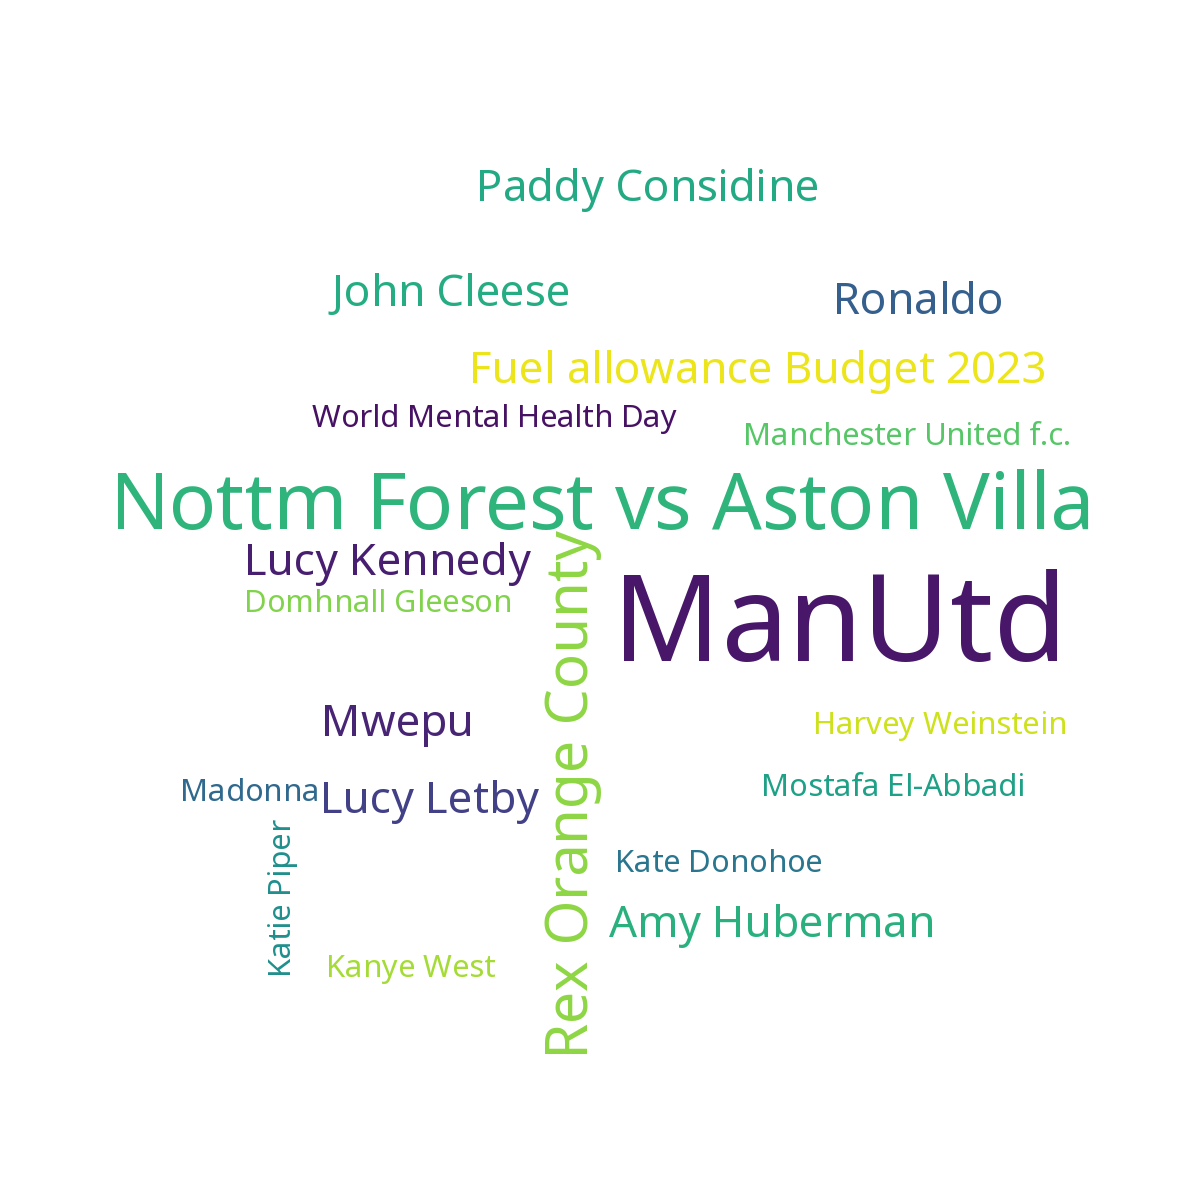 Paddy Considine
John Cleese
Ronaldo
Fuel allowance Budget 2023
World Mental Health Day
Manchester United f.c.
Nottm Forest vs Aston Villa
Lucy Kennedy
Domhnall Gleeson
ManUtd
Rex Orange County
Mwepu
Harvey Weinstein
Madonna
Lucy Letby
Mostafa El-Abbadi
Katie Piper
Kate Donohoe
Amy Huberman
Kanye West